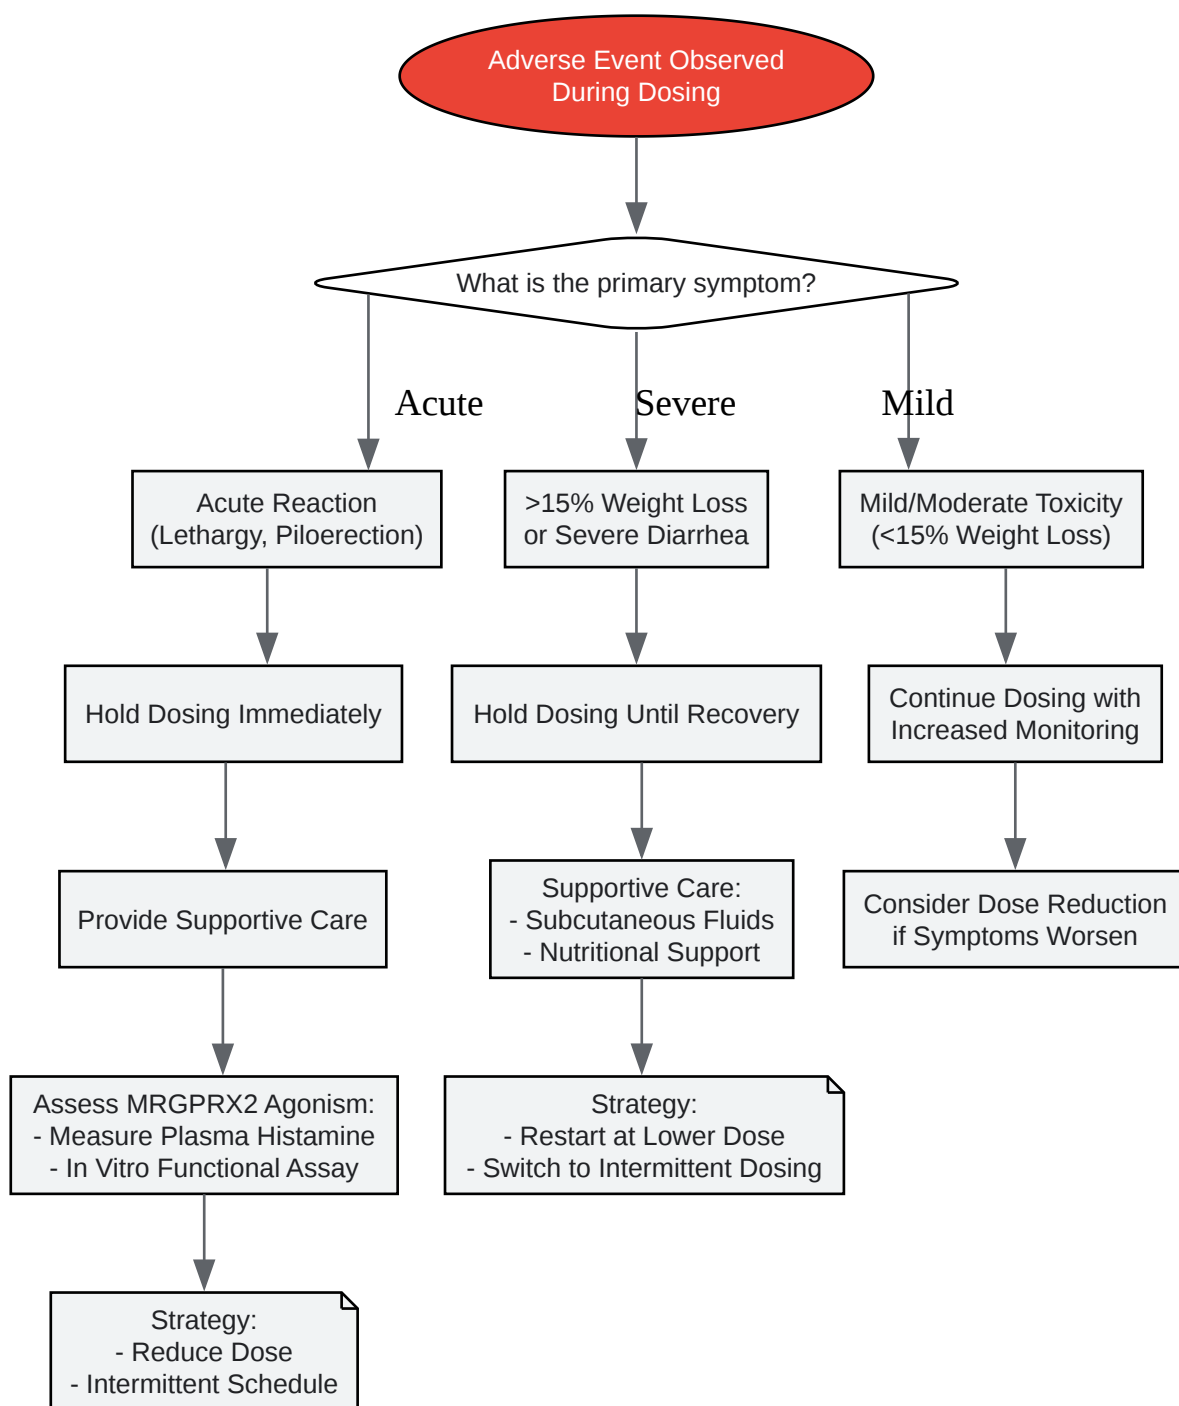 Adverse Event Observed
During Dosing
What is the primary symptom?
Acute
Severe
Mild
Acute Reaction
(Lethargy, Piloerection)
>15% Weight Loss
or Severe Diarrhea
Mild/Moderate Toxicity
(<15% Weight Loss)
Hold Dosing Immediately
Hold Dosing Until Recovery
Continue Dosing with
Increased Monitoring
Provide Supportive Care
Supportive Care:
- Subcutaneous Fluids
- Nutritional Support
Consider Dose Reduction
if Symptoms Worsen
Assess MRGPRX2 Agonism:
- Measure Plasma Histamine
- In Vitro Functional Assay
Strategy:
- Restart at Lower Dose
- Switch to Intermittent Dosing
Strategy:
- Reduce Dose
- Intermittent Schedule